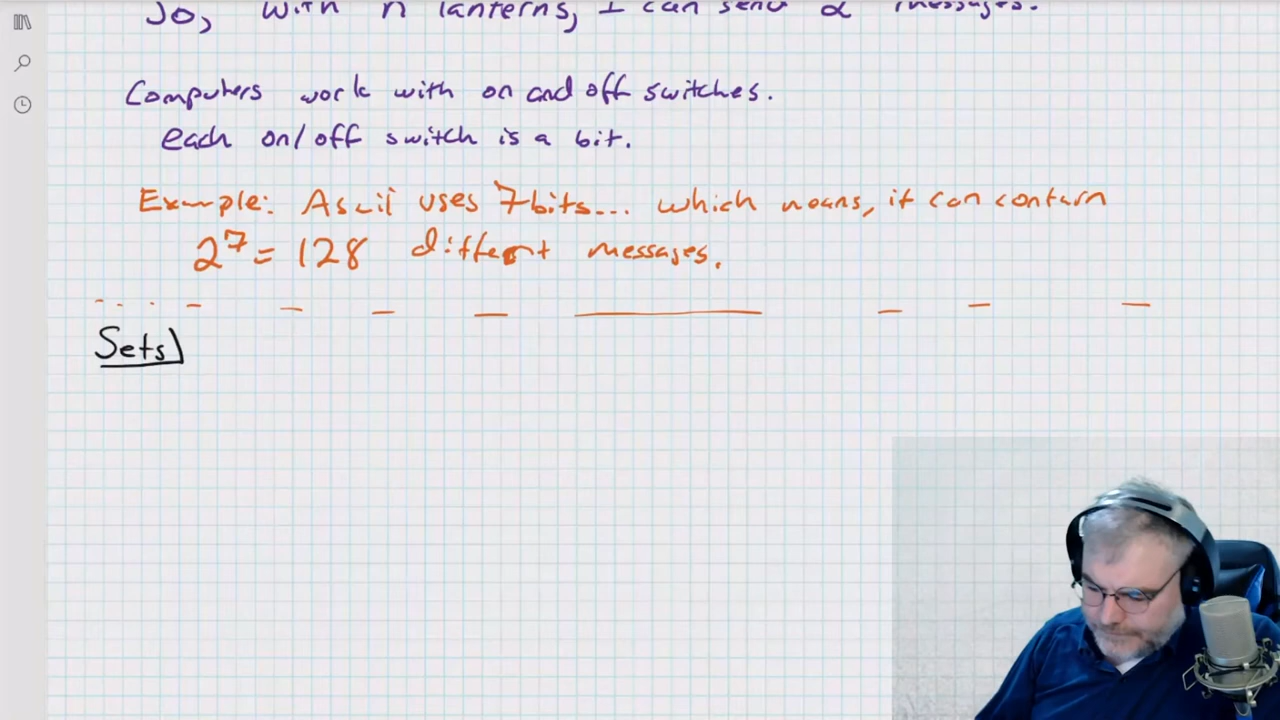 So, with n lanterns, I can send 2 messages.
Computers work with on and off switches.
each on/off switch is a bit.
Example: Ascii uses 7 bits... which means, it can contain
2⁷ = 128 different messages.
Sets